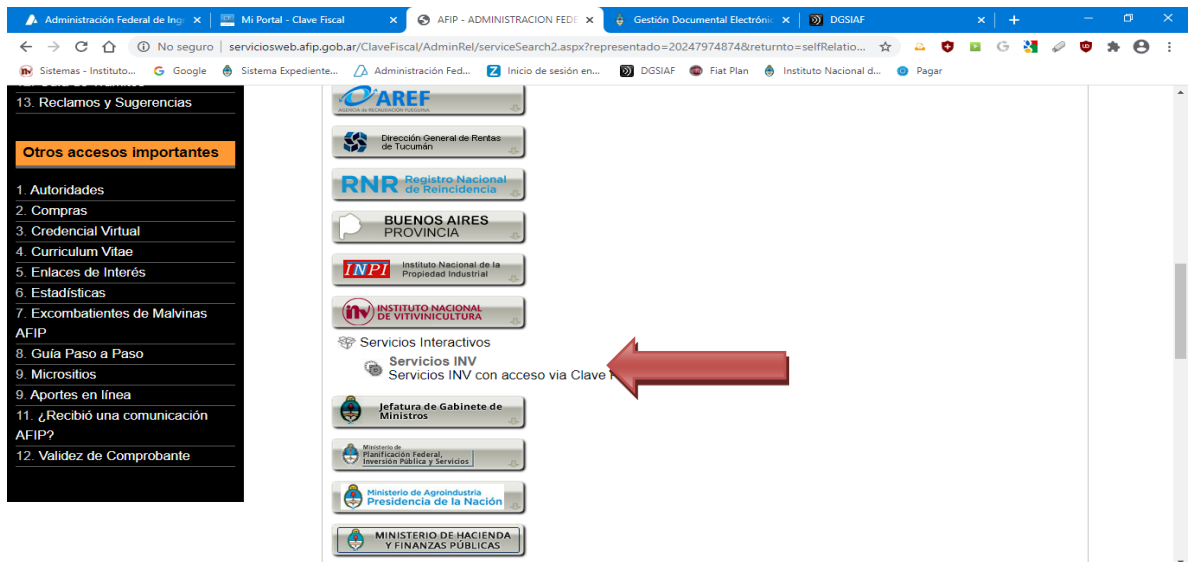 Administración Federal de Ingr
Mi Portal - Clave Fiscal
AFIP - ADMINISTRACION FEDE
Gestión Documental Electrónic
DGSIAF
No seguro | serviciosweb.afip.gob.ar/ClaveFiscal/AdminRel/serviceSearch2.aspx?representado=20247974874&returnto=selfRelatio...
Sistemas - Instituto...
Google
Sistema Expediente...
Administración Fed...
Inicio de sesión en...
DGSIAF
Fiat Plan
Instituto Nacional d...
Pagar
13. Reclamos y Sugerencias
Otros accesos importantes
1. Autoridades
2. Compras
3. Credencial Virtual
4. Curriculum Vitae
5. Enlaces de Interés
6. Estadísticas
7. Excombatientes de Malvinas
AFIP
8. Guía Paso a Paso
9. Micrositios
9. Aportes en línea
11. ¿Recibió una comunicación
AFIP?
12. Validez de Comprobante
AREF
AGENCIA de RECAUDACIÓN FUEGUINA
Dirección General de Rentas
de Tucumán
RNR Registro Nacional
de Reincidencia
BUENOS AIRES
PROVINCIA
INPI Instituto Nacional de la
Propiedad Industrial
INSTITUTO NACIONAL
DE VITIVINICULTURA
Servicios Interactivos
Servicios INV
Servicios INV con acceso via Clave
Jefatura de Gabinete de
Ministros
Ministerio de
Planificación Federal,
Inversión Pública y Servicios
Ministerio de Agroindustria
Presidencia de la Nación
MINISTERIO DE HACIENDA
Y FINANZAS PÚBLICAS